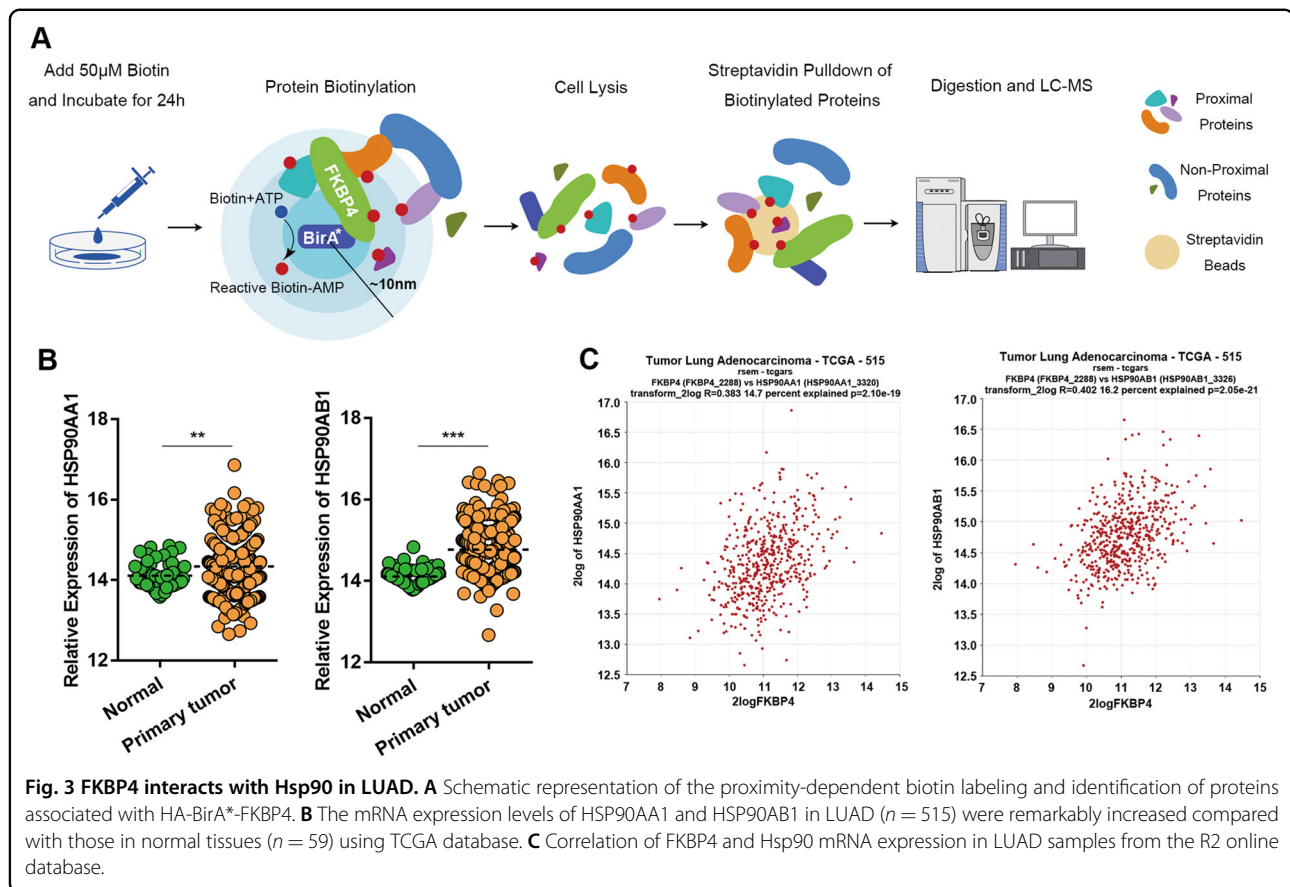 A
Add 50μM Biotin
and Incubate for 24h
Protein Biotinylation
Cell Lysis
Streptavidin Pulldown of
Biotinylated Proteins
Digestion and LC-MS
FKBP4
Biotin+ATP
BirA*
Reactive Biotin-AMP
~10nm
Proximal
Proteins
Non-Proximal
Proteins
Streptavidin
Beads
B
Relative Expression of HSP90AA1
18
16
14
12
**
Normal
Primary tumor
Relative Expression of HSP90AB1
18
16
14
12
***
Normal
Primary tumor
C
Tumor Lung Adenocarcinoma - TCGA - 515
rsem - tcgars
FKBP4 (FKBP4_2288) vs HSP90AA1 (HSP90AA1_3320)
transform_2log R=0.383 14.7 percent explained p=2.10e-19
2log of HSP90AA1
17.0
16.5
16.0
15.5
15.0
14.5
14.0
13.5
13.0
12.5
7 8 9 10 11 12 13 14 15
2logFKBP4
Tumor Lung Adenocarcinoma - TCGA - 515
rsem - tcgars
FKBP4 (FKBP4_2288) vs HSP90AB1 (HSP90AB1_3326)
transform_2log R=0.402 16.2 percent explained p=2.05e-21
2log of HSP90AB1
17.0
16.5
16.0
15.5
15.0
14.5
14.0
13.5
13.0
12.5
7 8 9 10 11 12 13 14 15
2logFKBP4
Fig. 3 FKBP4 interacts with Hsp90 in LUAD. A Schematic representation of the proximity-dependent biotin labeling and identification of proteins
associated with HA-BirA*-FKBP4. B The mRNA expression levels of HSP90AA1 and HSP90AB1 in LUAD (n = 515) were remarkably increased compared
with those in normal tissues (n = 59) using TCGA database. C Correlation of FKBP4 and Hsp90 mRNA expression in LUAD samples from the R2 online
database.